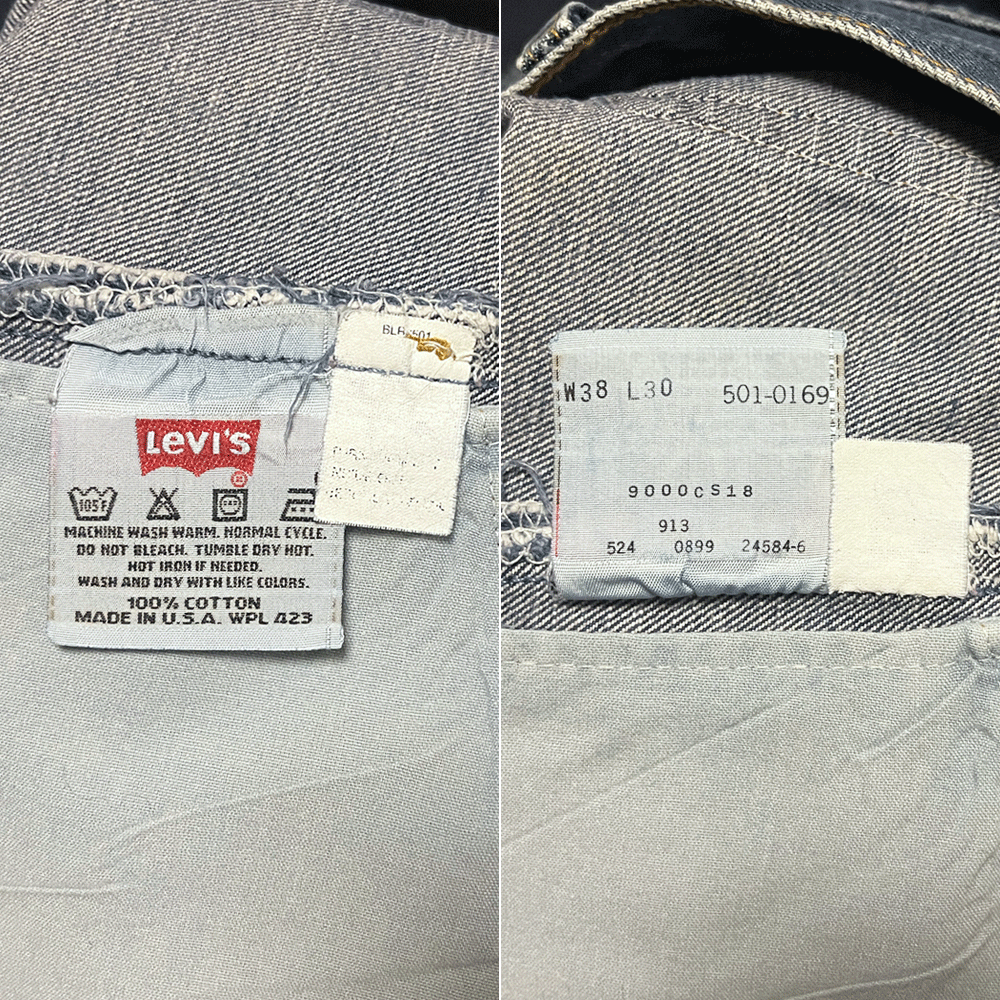 LEVI'S
105F
MACHINE WASH WARM. NORMAL CYCLE.
DO NOT BLEACH. TUMBLE DRY HOT.
HOT IRON IF NEEDED.
WASH AND DRY WITH LIKE COLORS.
100% COTTON
MADE IN U.S.A. WPL 423
W38 L30 501-0169
9000CS18
913
524 0899 24584-6